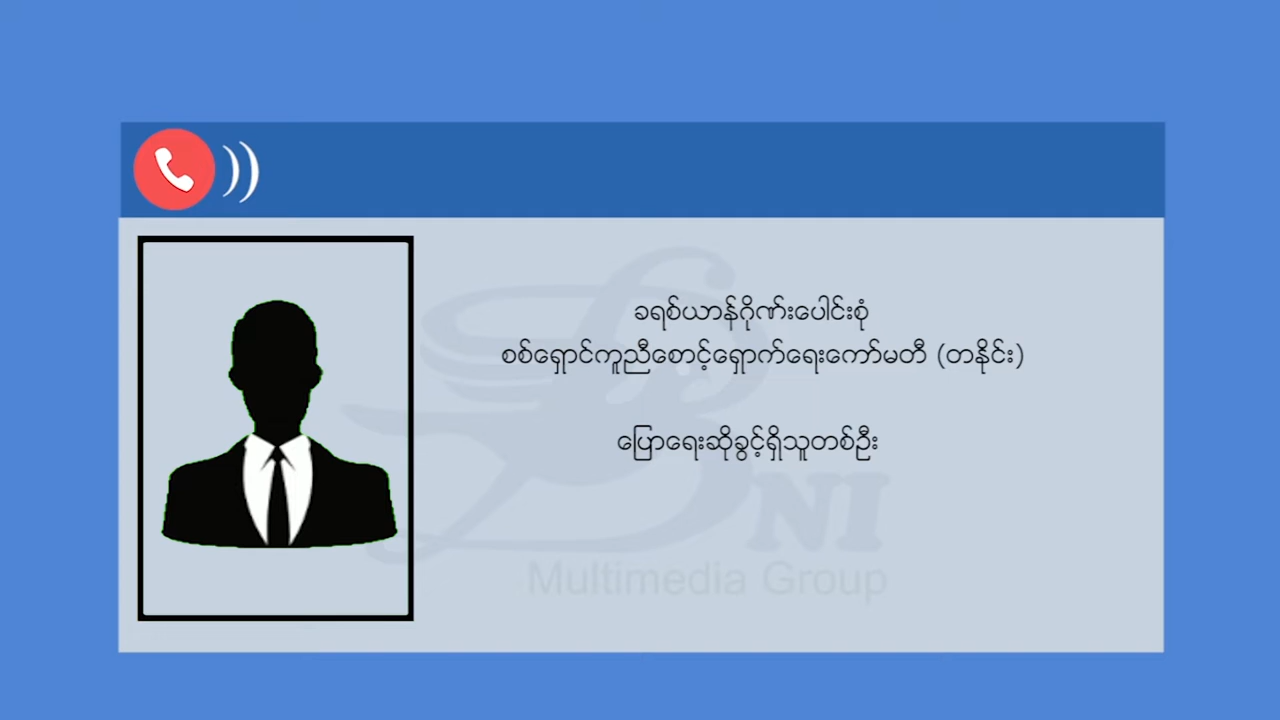 ခရစ်ယာန်ဂိုဏ်းပေါင်းစုံ
စစ်ရှောင်ကူညီစောင့်ရှောက်ရေးကော်မတီ (တနိုင်း)
ပြောရေးဆိုခွင့်ရှိသူတစ်ဦး
NI
Multimedia Group